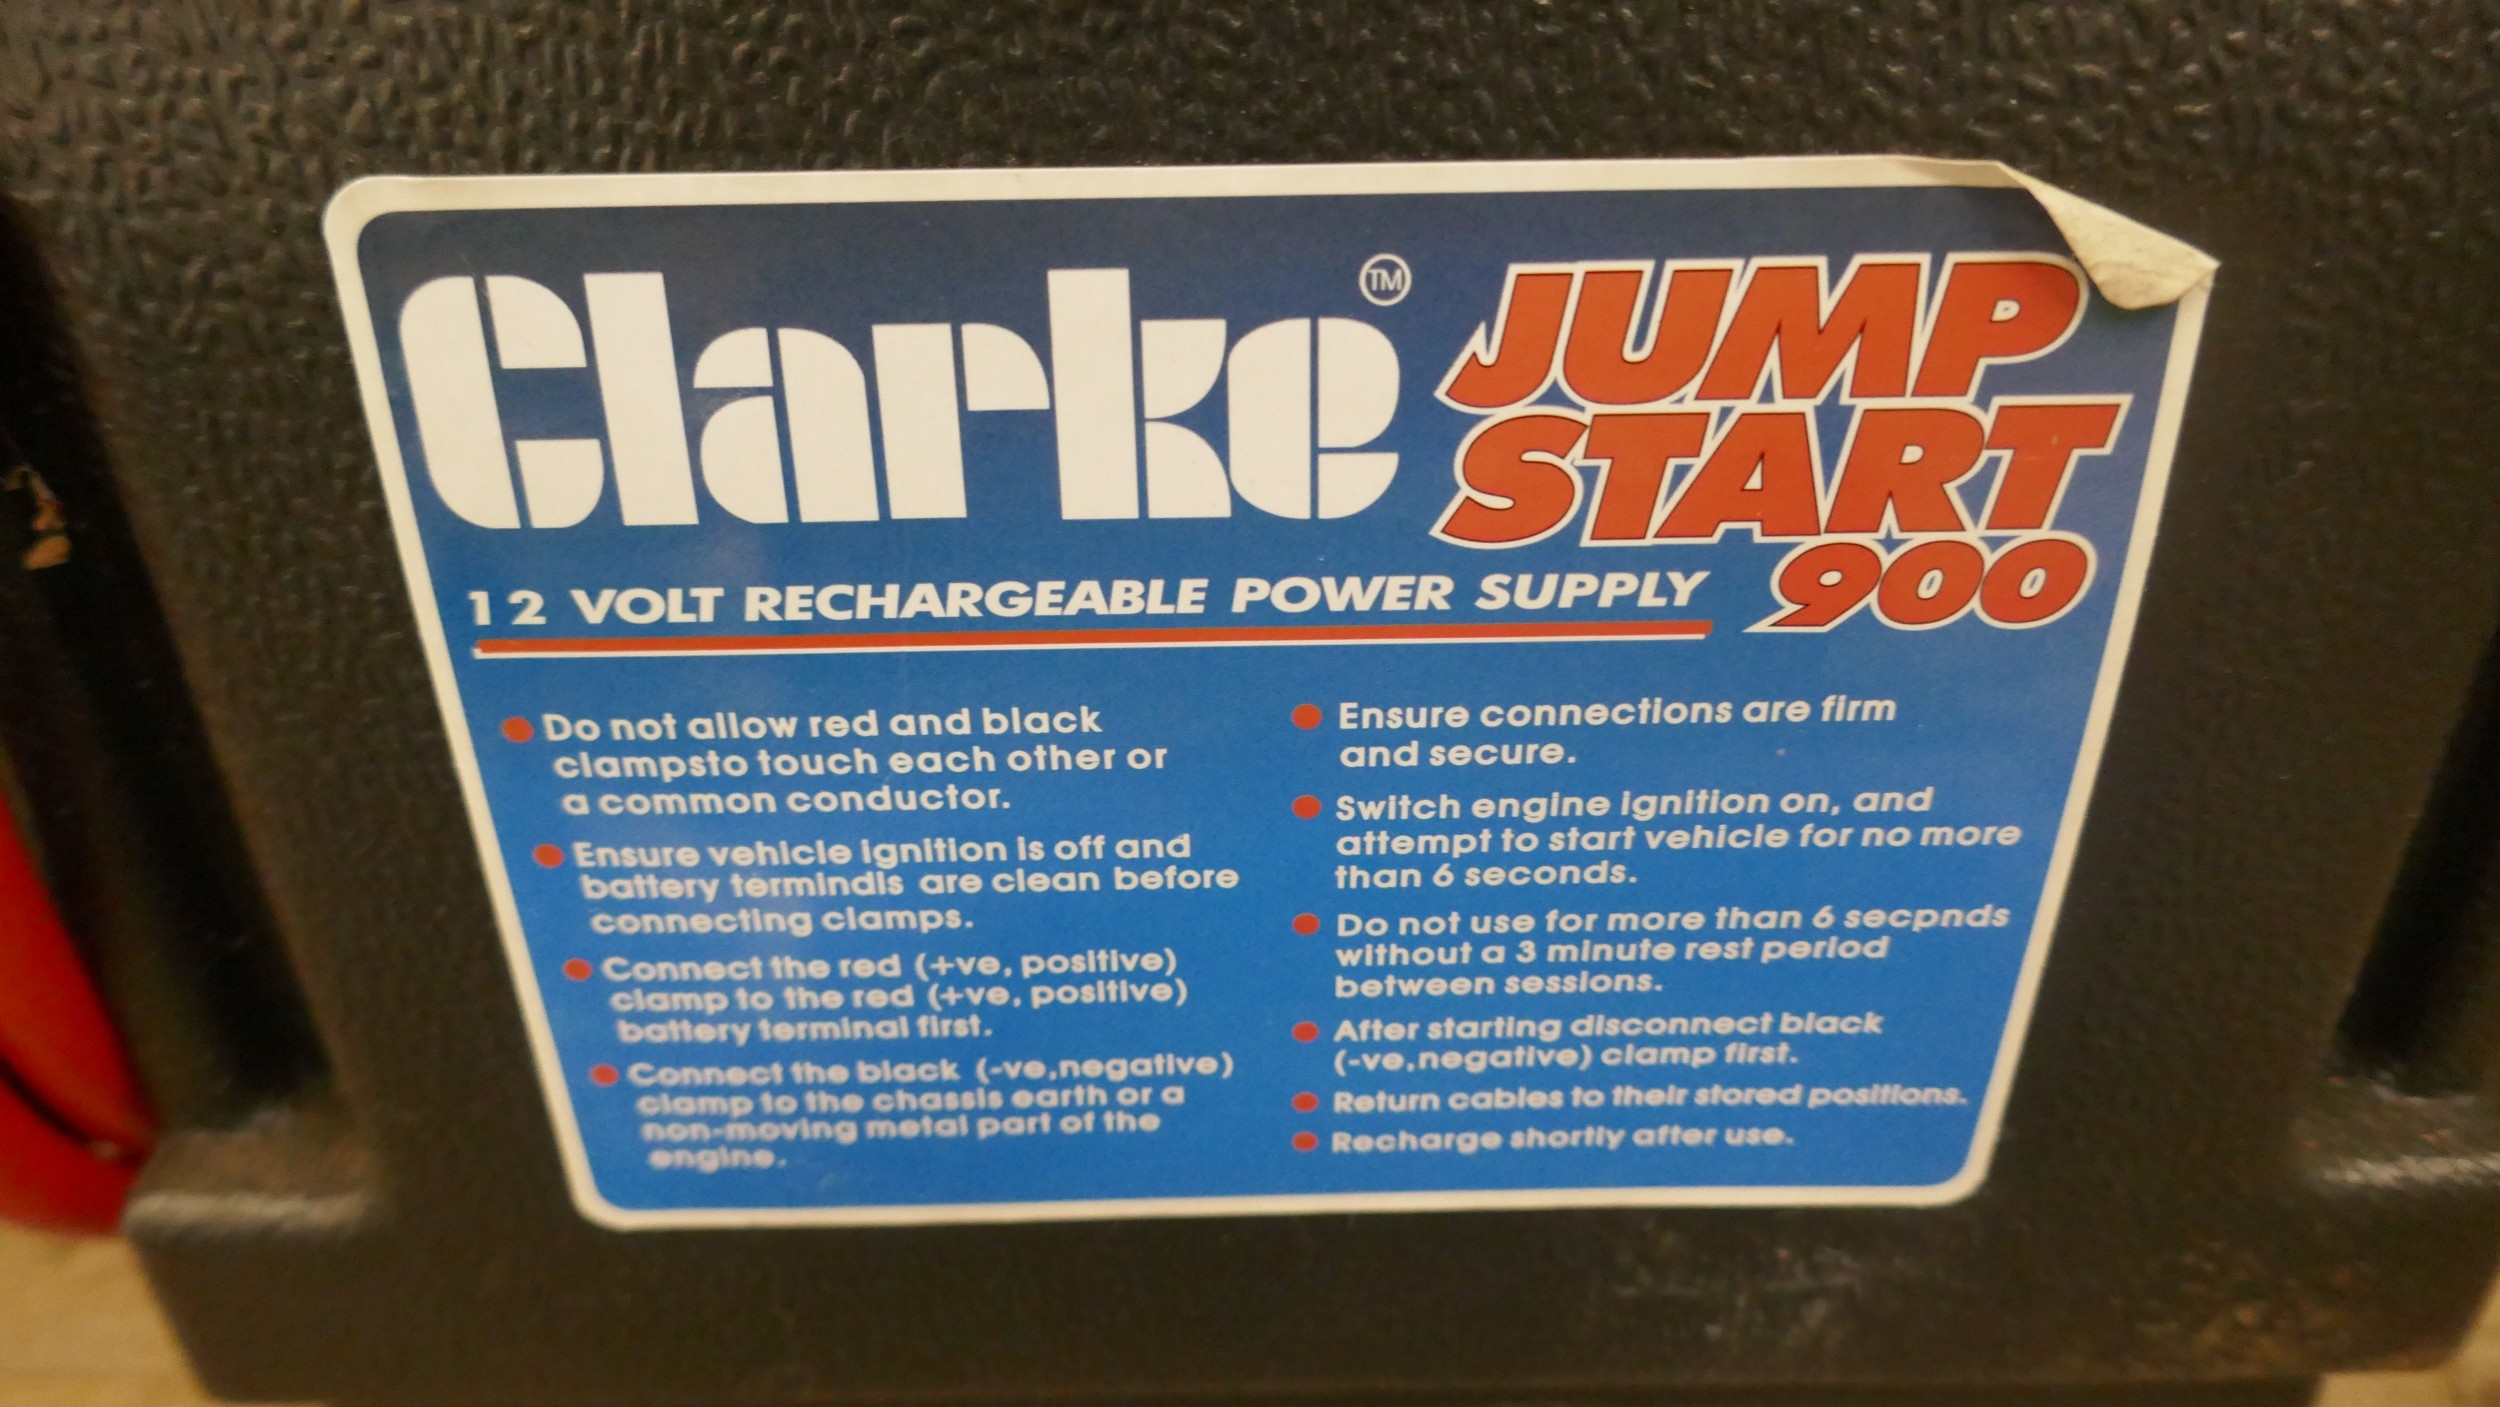 Clarke TM
JUMP
START
900
12 VOLT RECHARGEABLE POWER SUPPLY
Do not allow red and black
clampsto touch each other or
a common conductor.
Ensure vehicle ignition is off and
battery termindls are clean before
connecting clamps.
Connect the red (+ve, positive)
clamp to the red (+ve, positive)
battery terminal first.
Connect the black (-ve,negative)
clamp to the chassis earth or a
non-moving metal part of the
engine.
Ensure connections are firm
and secure.
Switch engine ignition on, and
attempt to start vehicle for no more
than 6 seconds.
Do not use for more than 6 secpnds
without a 3 minute rest period
between sessions.
After starting disconnect black
(-ve,negative) clamp first.
Return cables to their stored positions.
Recharge shortly after use.